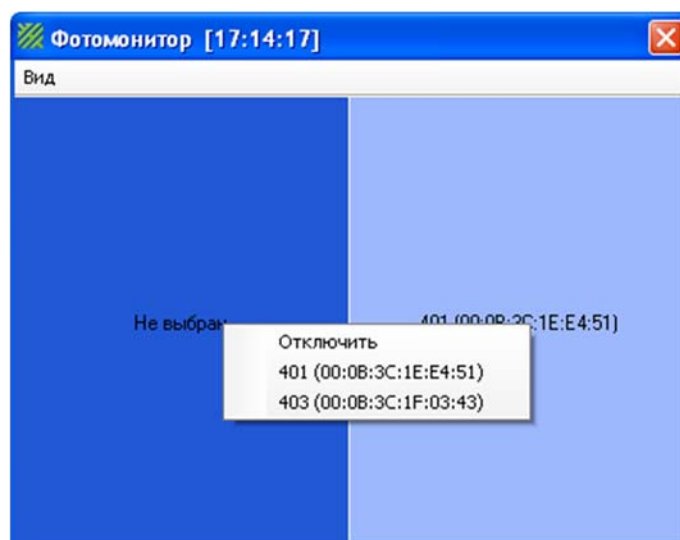 Фотомонитор [17:14:17]
Вид
Не выбран
401 (00:0B:3C:1E:E4:51)
Отключить
401 (00:0B:3C:1E:E4:51)
403 (00:0B:3C:1F:03:43)